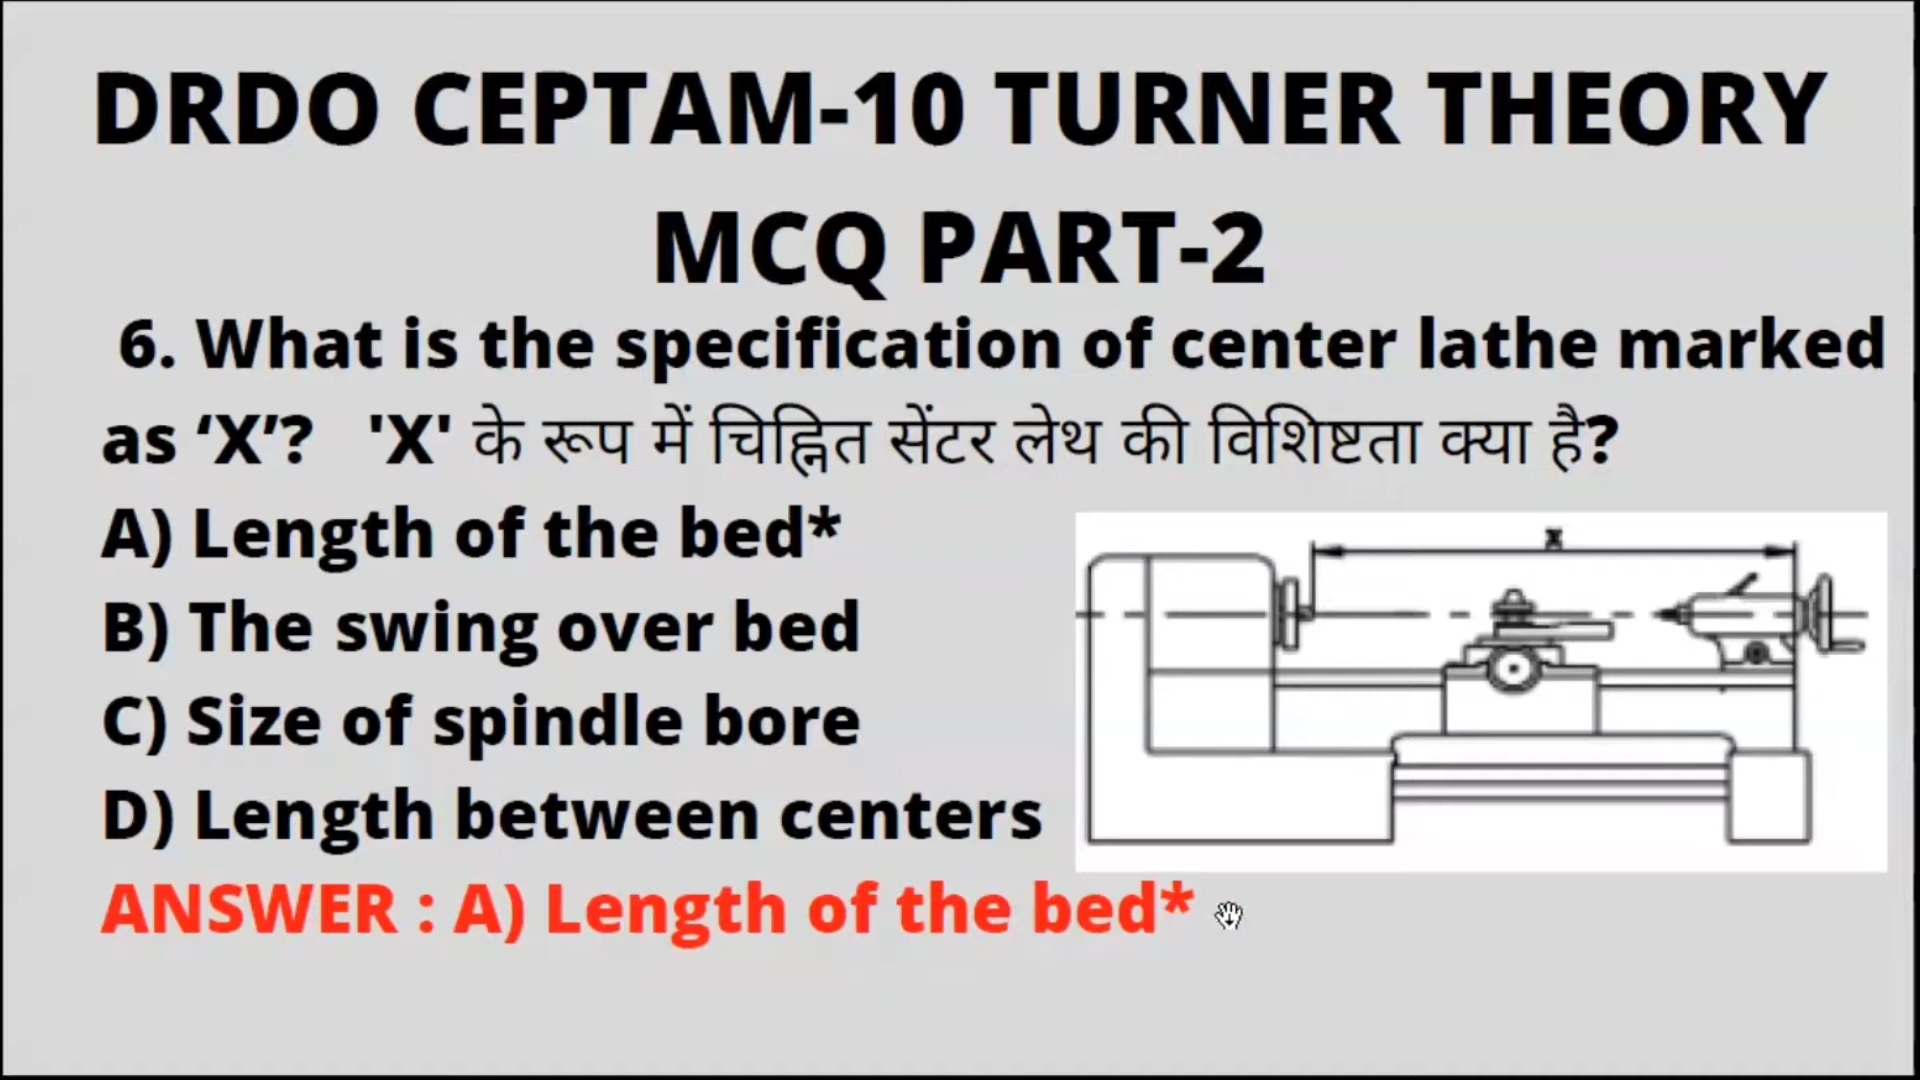 DRDO CEPTAM-10 TURNER THEORY
MCQ PART-2
6. What is the specification of center lathe marked
as ‘X’? 'X' के रूप में चिह्नित सेंटर लेथ की विशिष्टता क्या है?
A) Length of the bed*
B) The swing over bed
C) Size of spindle bore
D) Length between centers
X
ANSWER : A) Length of the bed*